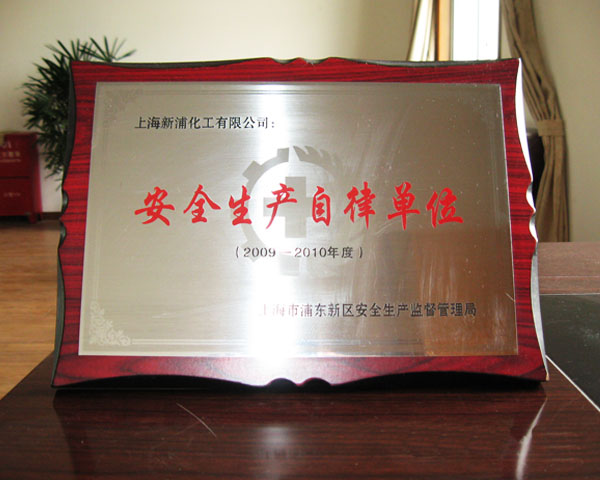 上海新浦化工有限公司:
安全生产自律单位
(2009—2010年度)
上海市浦东新区安全生产监督管理局